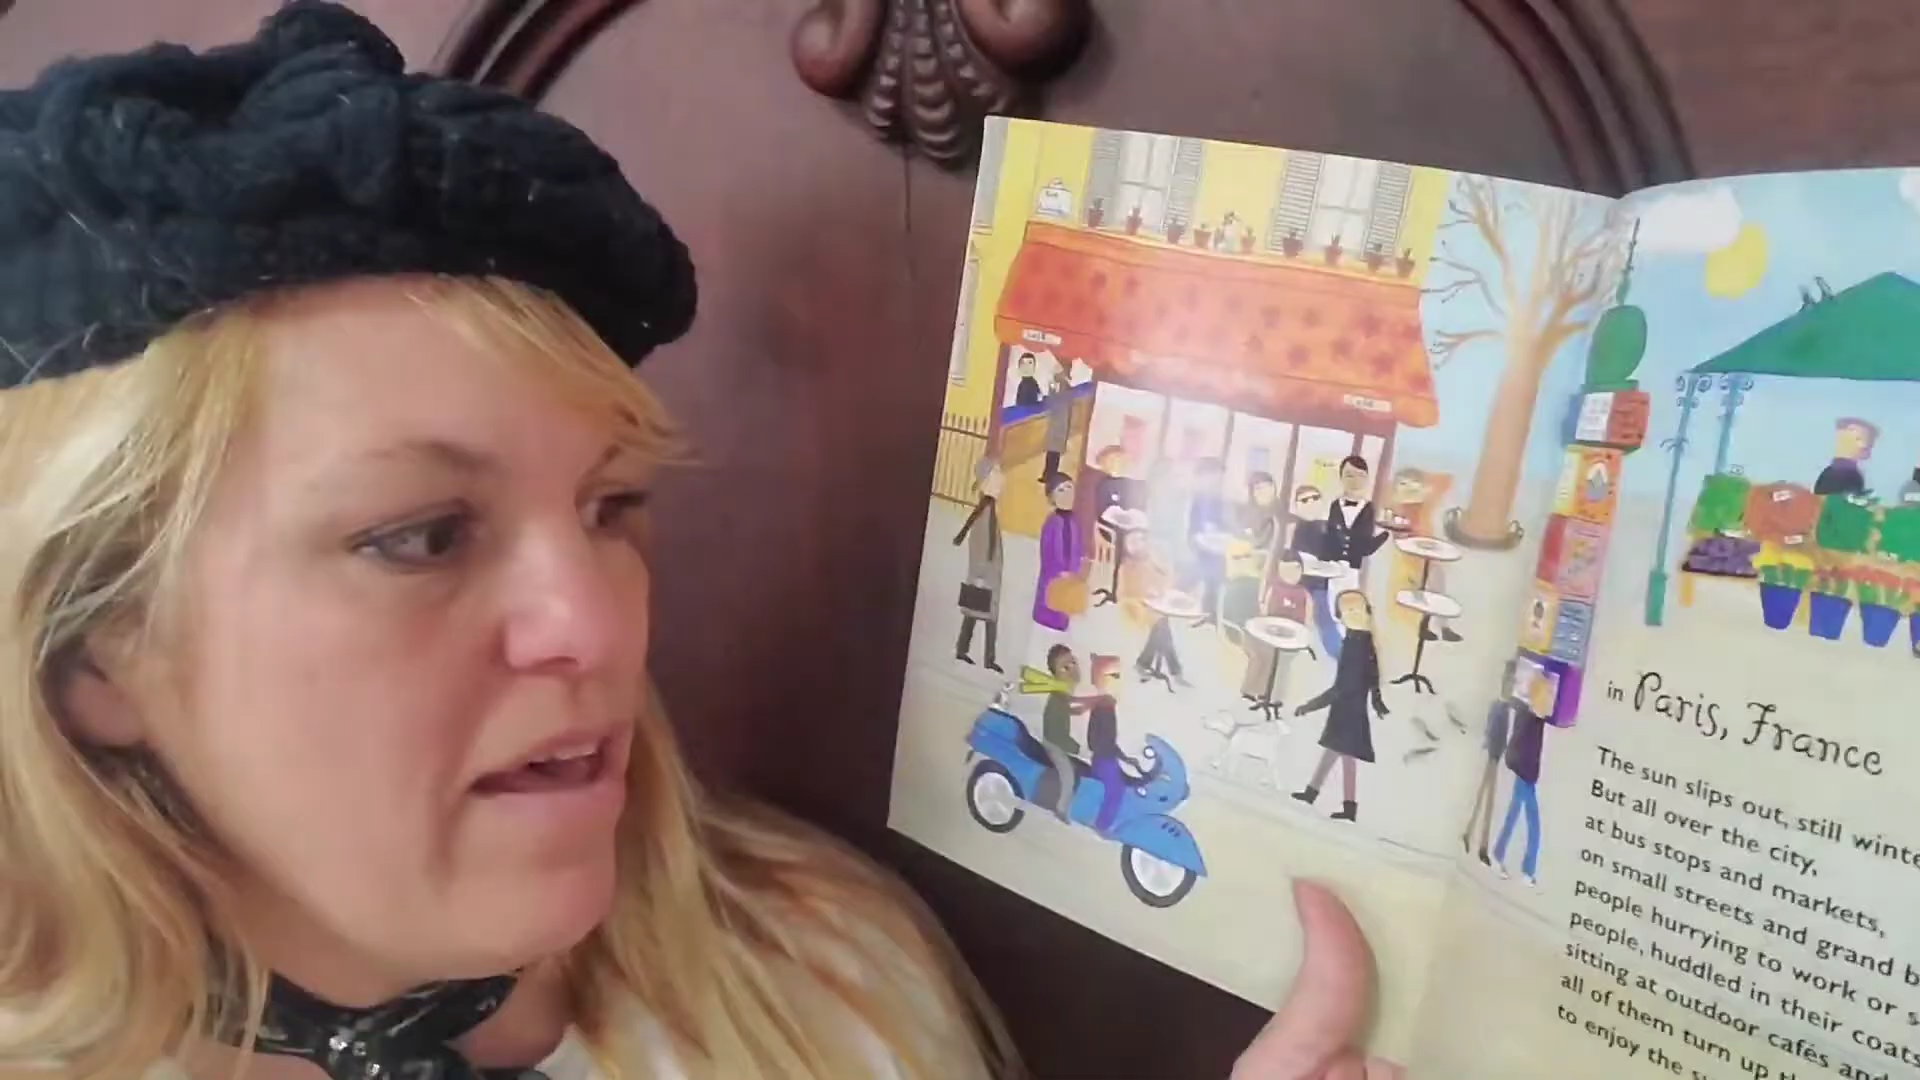 in Paris, France
The sun slips out, still
But all over the city,
at bus stops and markets,
on small streets and grand
people hurrying to work or
people, huddled in their coats
sitting at outdoor cafés and
all of them turn up
to enjoy the